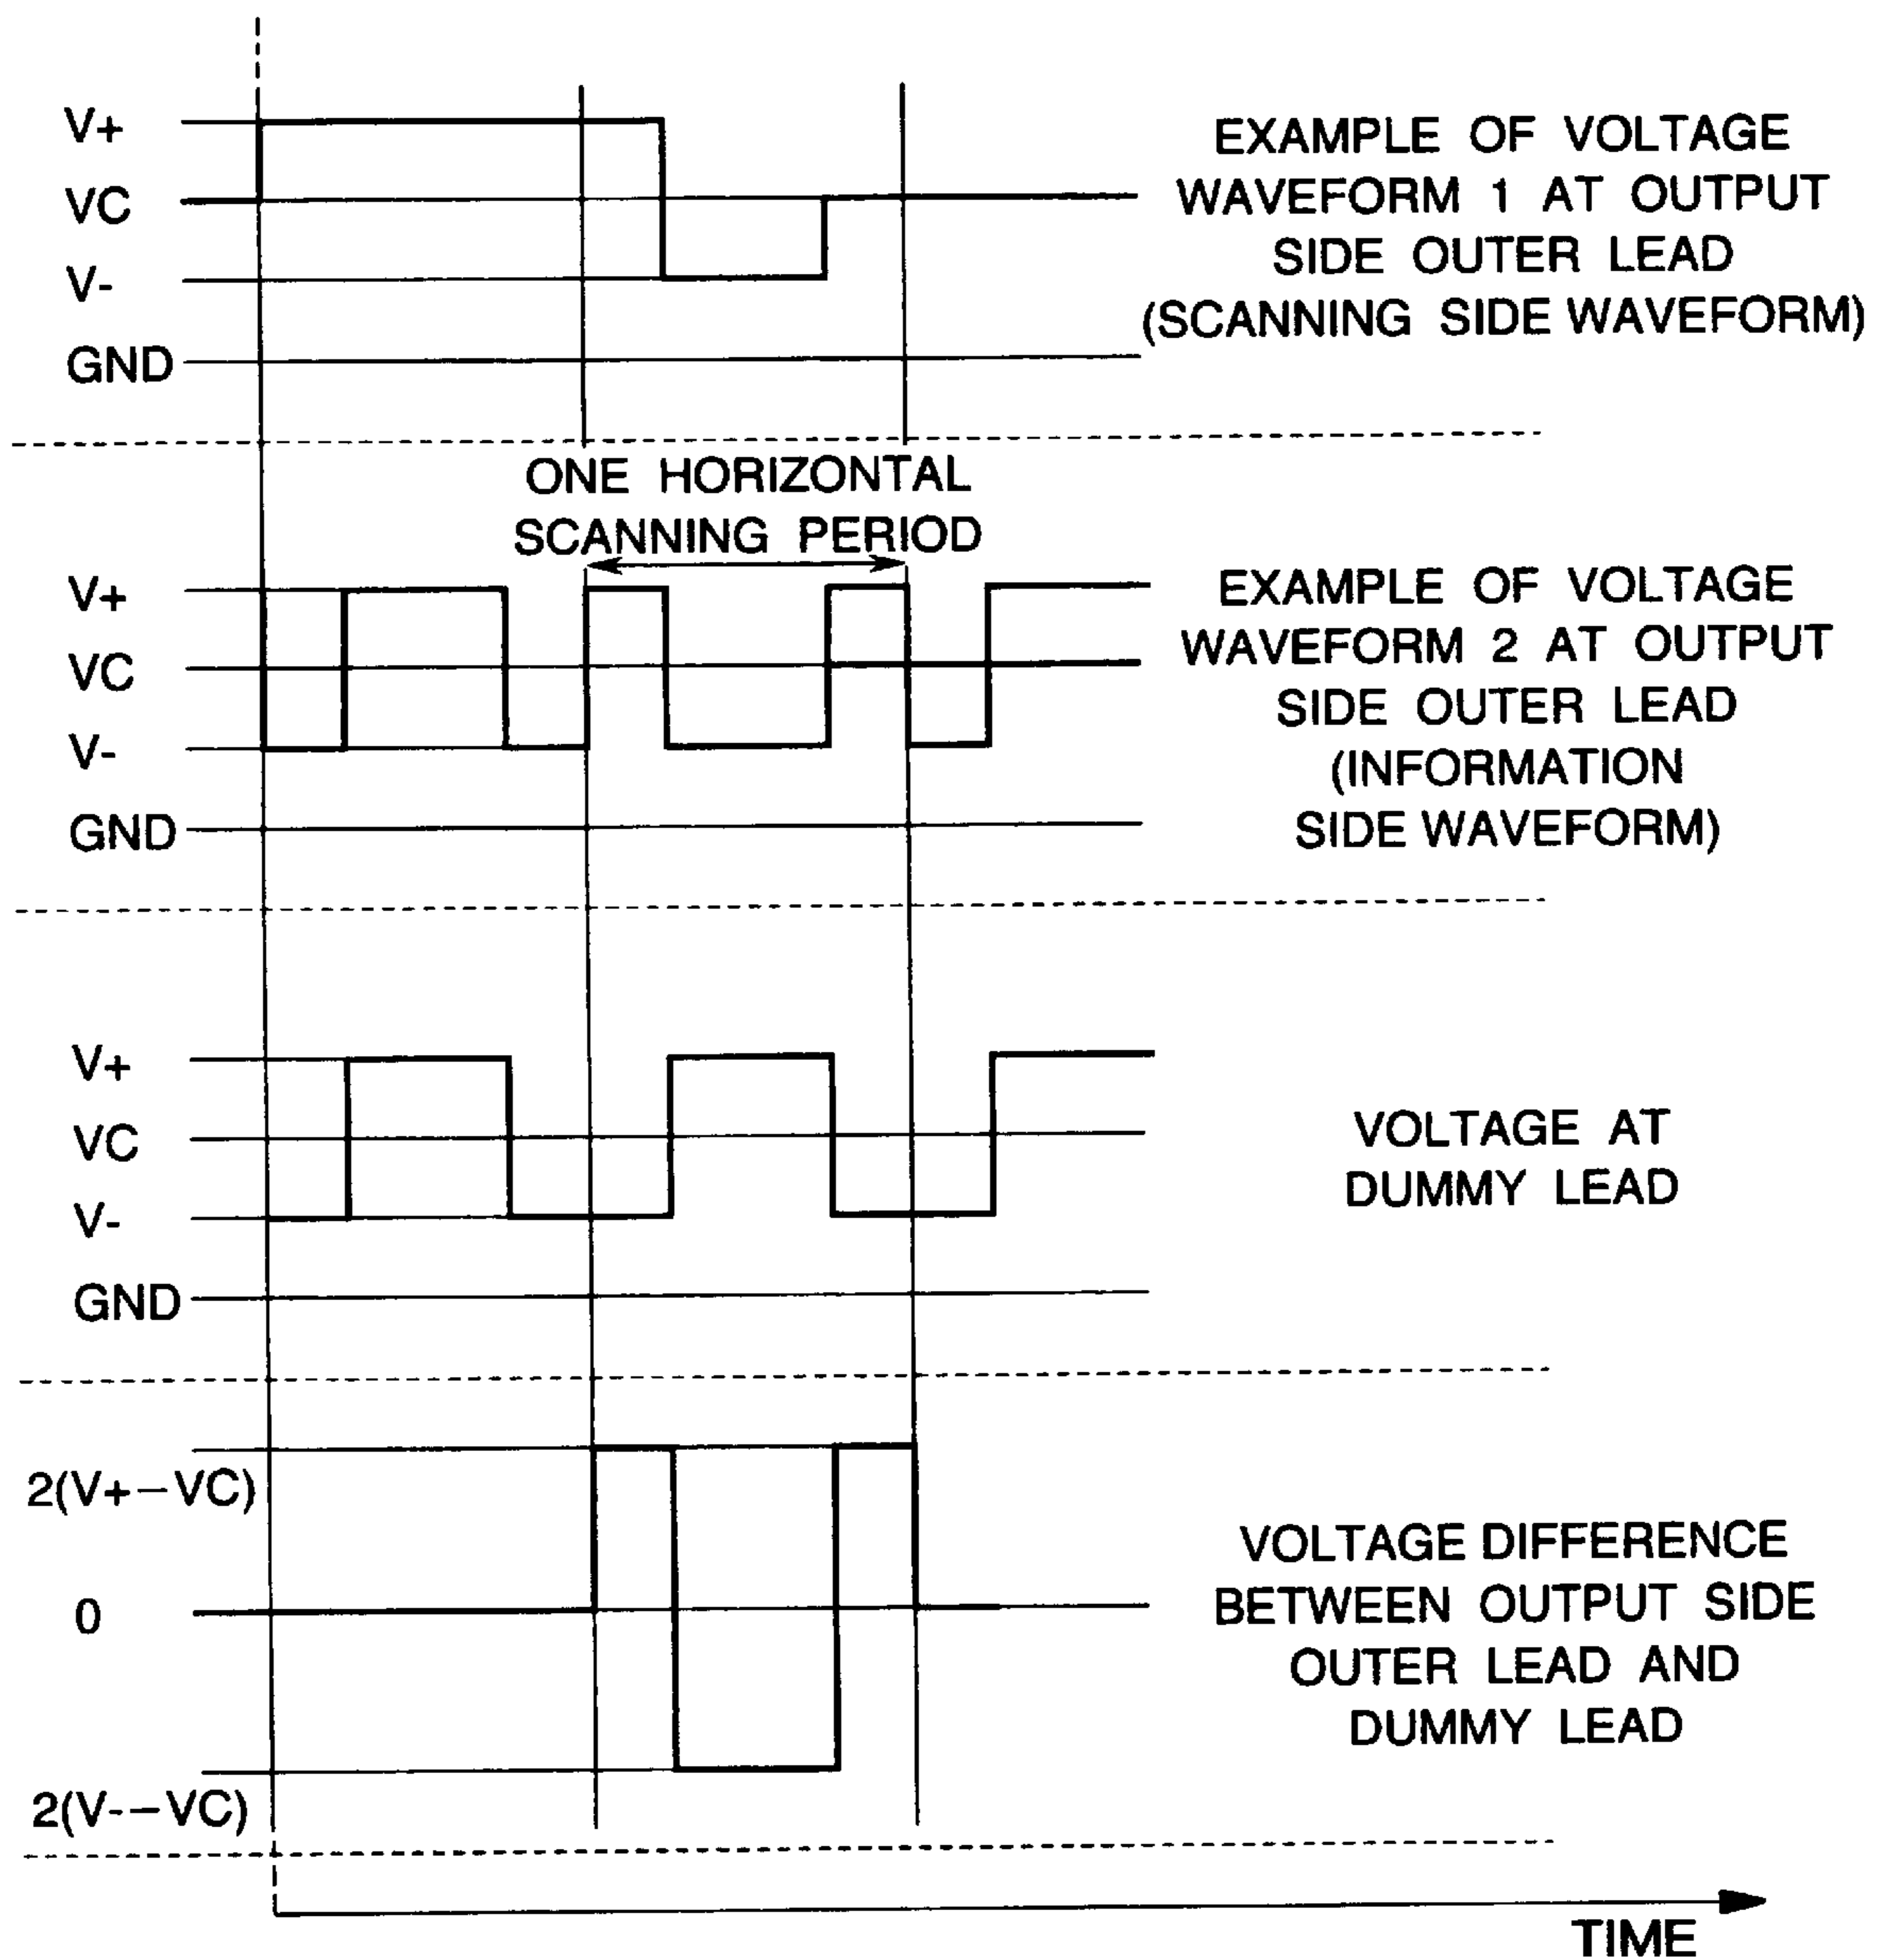 V+
VC
V-
GND
EXAMPLE OF VOLTAGE
WAVEFORM 1 AT OUTPUT
SIDE OUTER LEAD
(SCANNING SIDE WAVEFORM)
ONE HORIZONTAL
SCANNING PERIOD
V+
VC
V-
GND
EXAMPLE OF VOLTAGE
WAVEFORM 2 AT OUTPUT
SIDE OUTER LEAD
(INFORMATION
SIDE WAVEFORM)
V+
VC
V-
GND
VOLTAGE AT
DUMMY LEAD
2(V+−VC)
0
2(V-−VC)
VOLTAGE DIFFERENCE
BETWEEN OUTPUT SIDE
OUTER LEAD AND
DUMMY LEAD
TIME